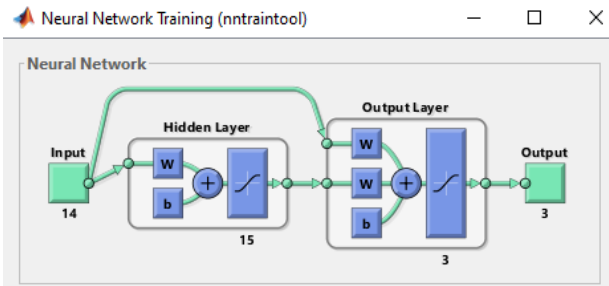 Neural Network Training (nntraintool)
Neural Network
Hidden Layer
Output Layer
Input
W
b
+
W
W
b
+
Output
14
15
3
3